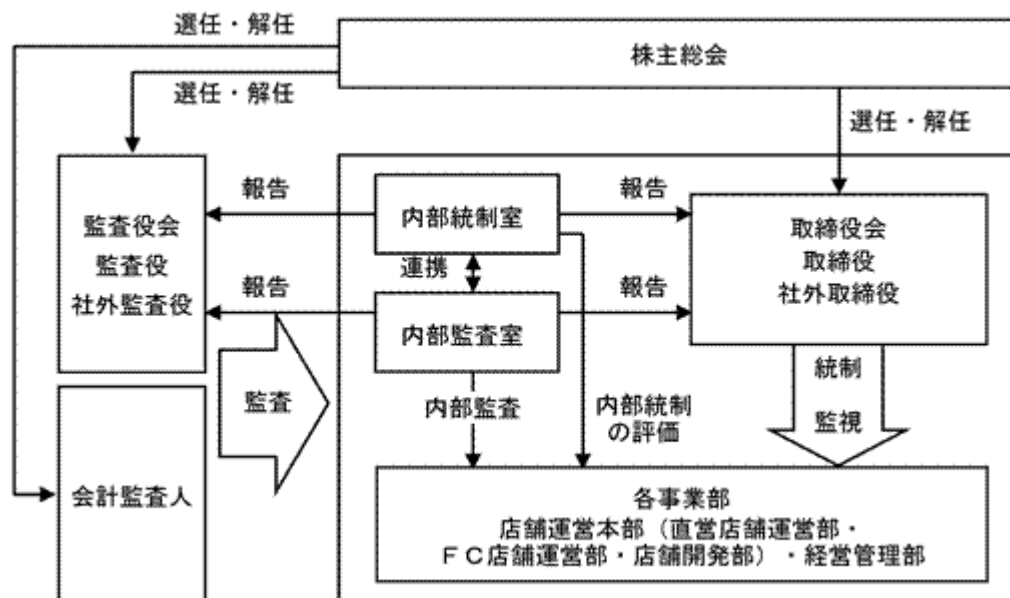 選任・解任
株主総会
選任・解任
選任・解任
報告
内部統制室
報告
監査役会
監査役
社外監査役
取締役会
取締役
社外取締役
連携
報告
内部監査室
報告
統制
監視
監査
内部監査
内部統制
の評価
会計監査人
各事業部
店舗運営本部（直営店舗運営部・
ＦＣ店舗運営部・店舗開発部）・経営管理部